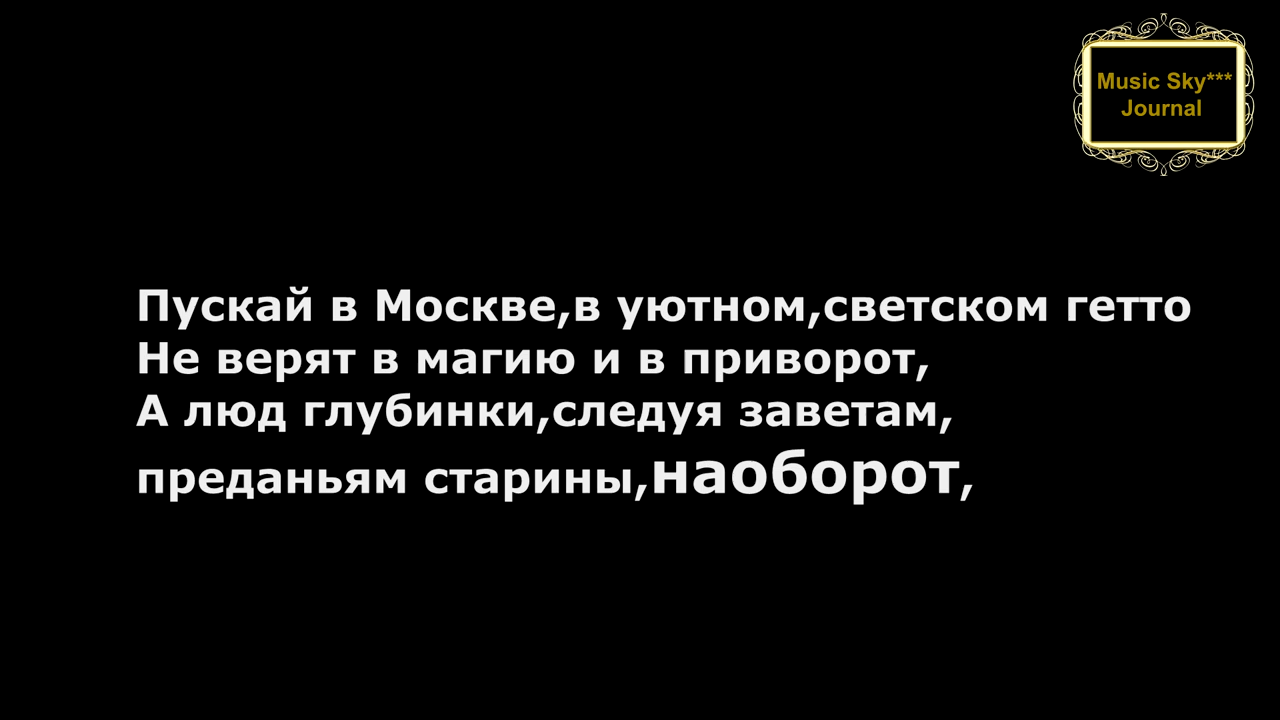 Music Sky***
Journal
Пускай в Москве,в уютном,светском гетто
Не верят в магию и в приворот,
А люд глубинки,следуя заветам,
преданьям старины,наоборот,